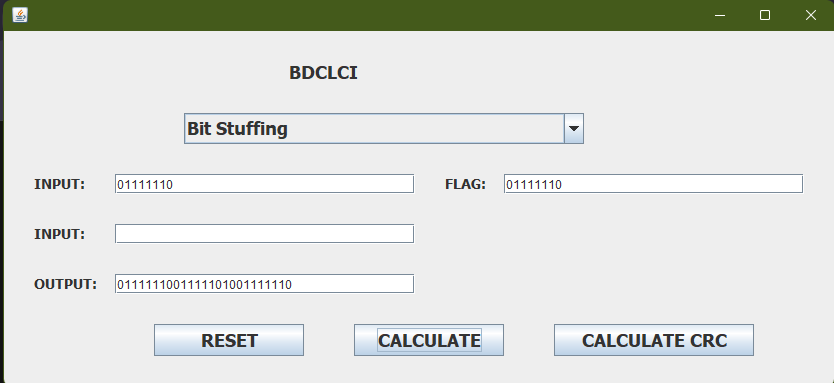 BDCLCI
Bit Stuffing
INPUT: 01111110 FLAG: 01111110
INPUT:
OUTPUT: 0111111001111101001111110
RESET CALCULATE CALCULATE CRC